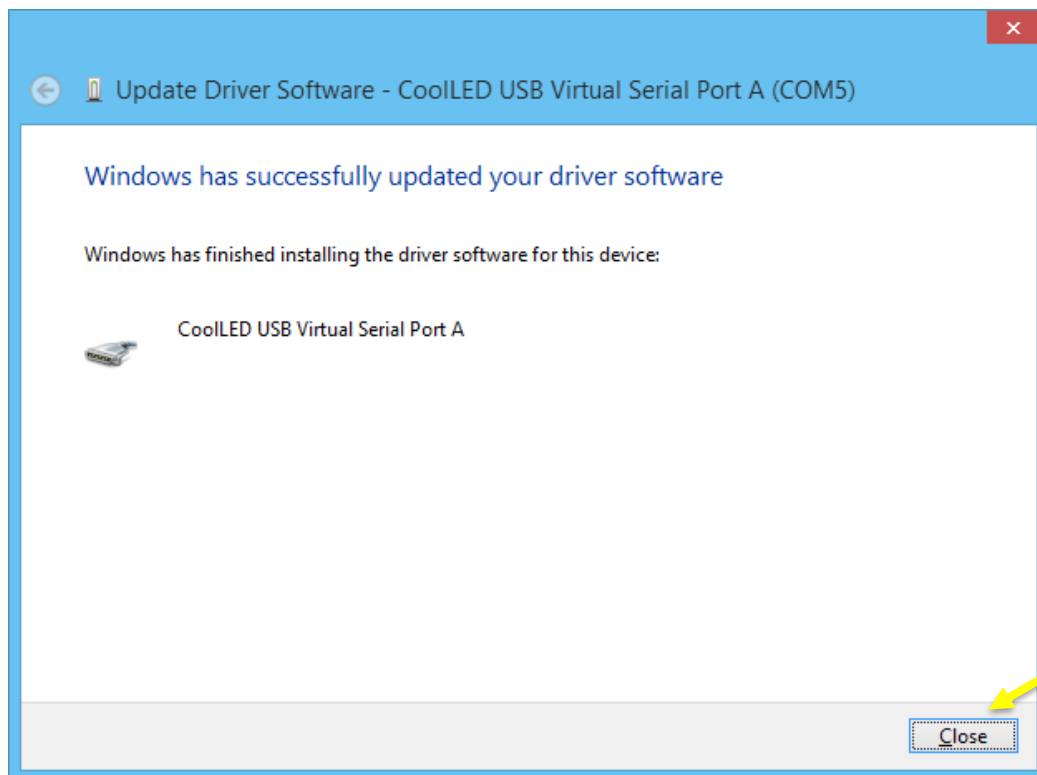 Update Driver Software - CoolLED USB Virtual Serial Port A (COM5)
Windows has successfully updated your driver software
Windows has finished installing the driver software for this device:
CoolLED USB Virtual Serial Port A
Close